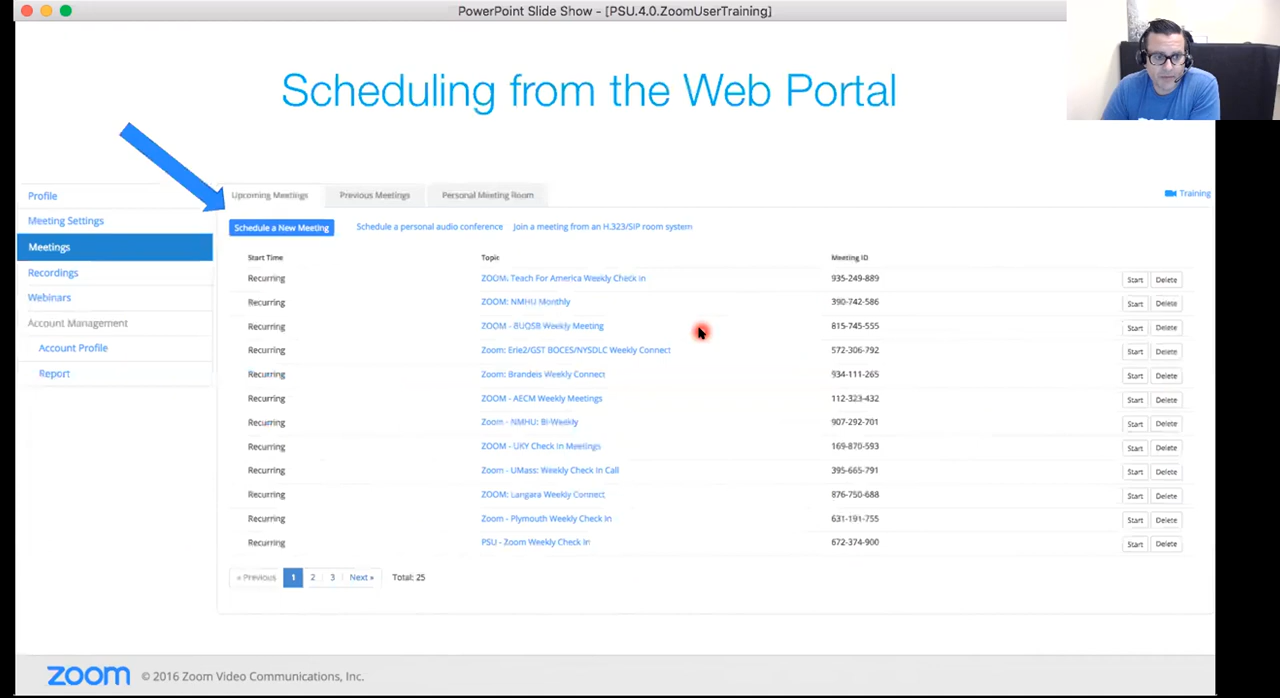 PowerPoint Slide Show - [PSU.4.0.ZoomUserTraining]
Scheduling from the Web Portal
Profile
Meeting Settings
Meetings
Recordings
Webinars
Account Management
Account Profile
Report
Upcoming Meetings Previous Meetings Personal Meeting Room
Training
Schedule a New Meeting Schedule a personal audio conference Join a meeting from an H.323/SIP room system
Start Time Topic Meeting ID
Recurring ZOOM: Teach For America Weekly Check in 935-249-889 Start Delete
Recurring ZOOM: NMHU Monthly 390-742-586 Start Delete
Recurring ZOOM - BUQSB Weekly Meeting 815-745-555 Start Delete
Recurring Zoom: Erie2/GST BOCES/NYSDLC Weekly Connect 572-306-792 Start Delete
Recurring Zoom: Brandeis Weekly Connect 934-111-265 Start Delete
Recurring ZOOM - AECM Weekly Meetings 112-323-432 Start Delete
Recurring Zoom - NMHU: Bi-Weekly 907-292-701 Start Delete
Recurring ZOOM - UKY Check In Meetings 169-870-593 Start Delete
Recurring Zoom - UMass: Weekly Check In Call 395-665-791 Start Delete
Recurring ZOOM: Langara Weekly Connect 876-750-688 Start Delete
Recurring Zoom - Plymouth Weekly Check In 631-191-755 Start Delete
Recurring PSU - Zoom Weekly Check In 672-374-900 Start Delete
« Previous 1 2 3 Next » Total: 25
zoom © 2016 Zoom Video Communications, Inc.